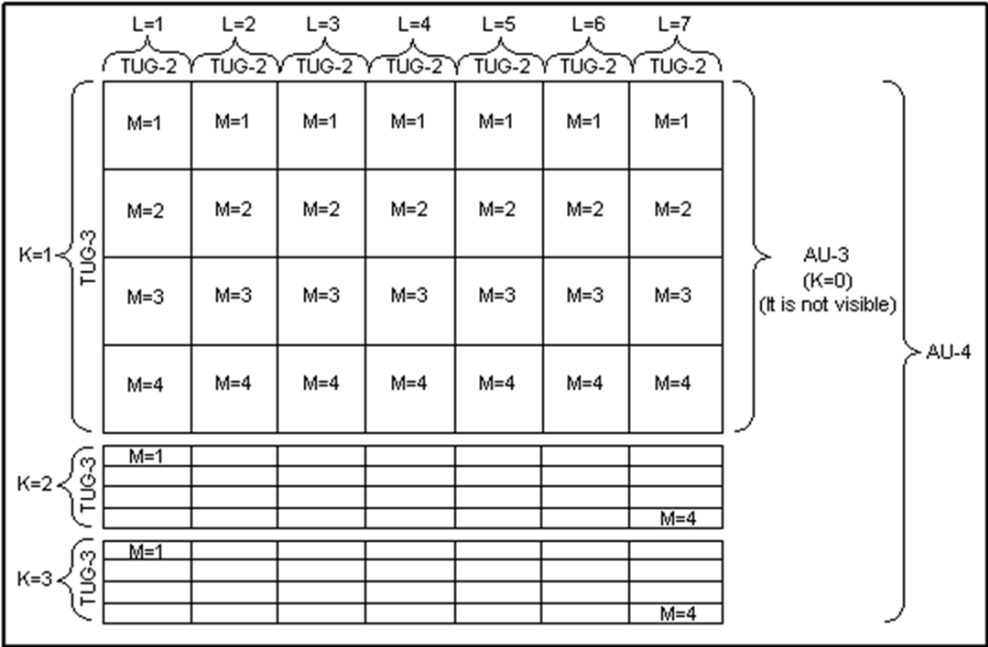 L=1 L=2 L=3 L=4 L=5 L=6 L=7
TUG-2 TUG-2 TUG-2 TUG-2 TUG-2 TUG-2 TUG-2
M=1 M=1 M=1 M=1 M=1 M=1 M=1
M=2 M=2 M=2 M=2 M=2 M=2 M=2
K=1 TUG-3
AU-3
(K=0)
(It is not visible)
M=3 M=3 M=3 M=3 M=3 M=3 M=3
AU-4
M=4 M=4 M=4 M=4 M=4 M=4 M=4
M=1
K=2 TUG-3
M=4
M=1
K=3 TUG-3
M=4